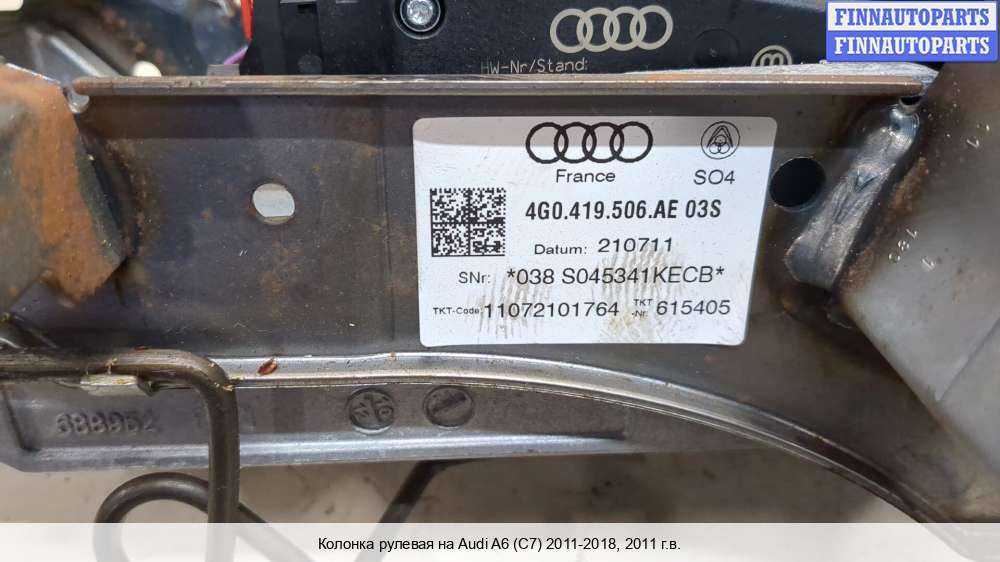 FINNAUTOPARTS
FINNAUTOPARTS
HW-Nr/Stand:
France
SO4
4G0.419.506.AE 03S
Datum: 210711
SNr: *038 S045341KECB*
TKT-Code: 11072101764 TKT-Nr. 615405
Колонка рулевая на Audi A6 (C7) 2011-2018, 2011 г.в.